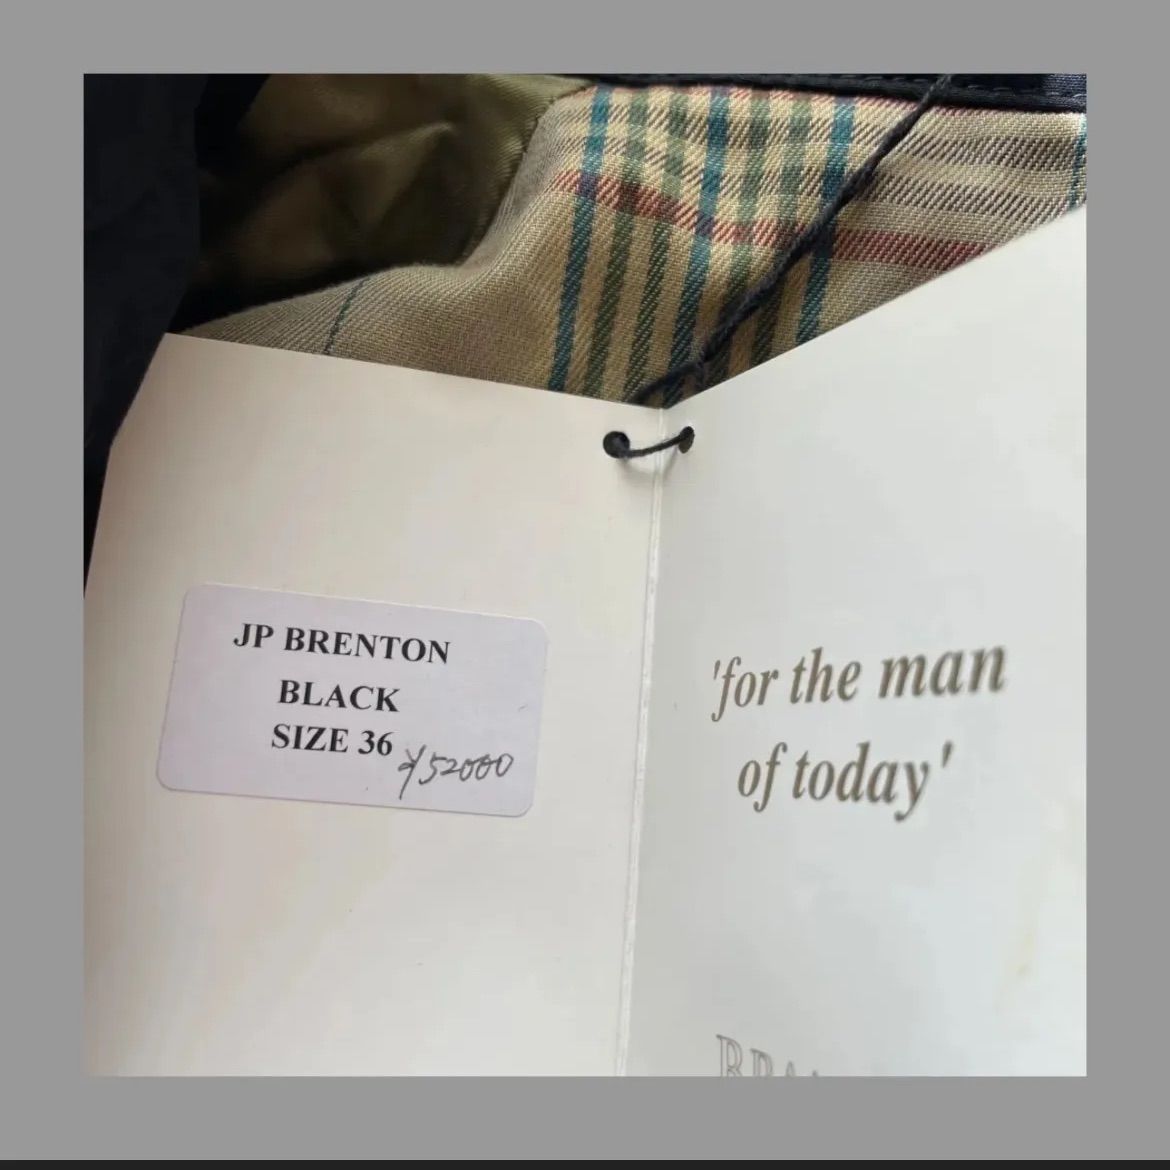 JP BRENTON
BLACK
SIZE 36
¥52000
'for the man
of today'